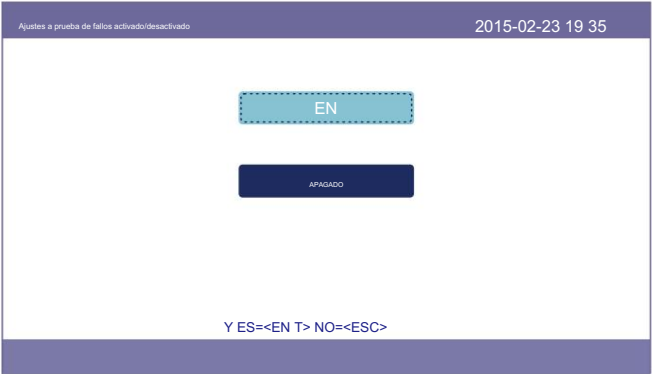 Ajustes a prueba de fallos activado/desactivado
2015-02-23 19 35
EN
APAGADO
Y ES=<EN T> NO=<ESC>